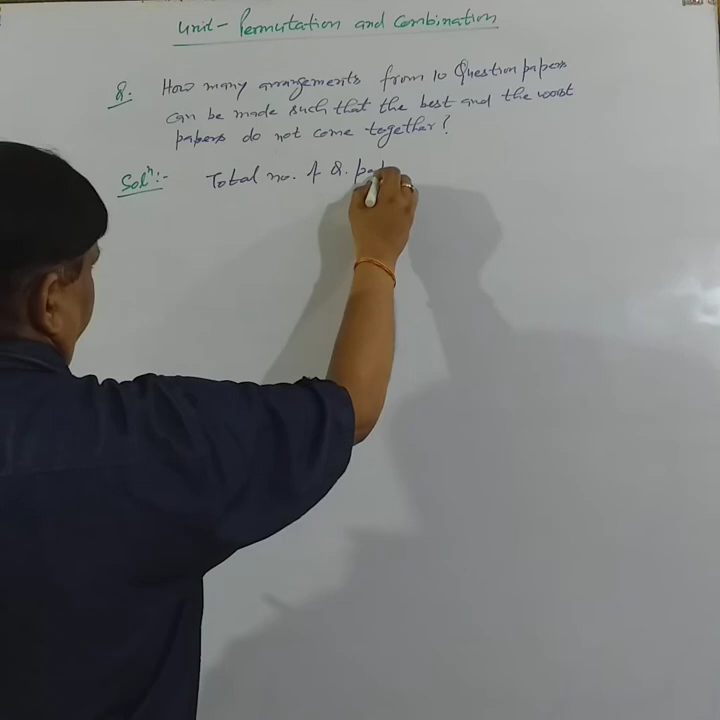 Unit - Permutation and Combination
Q. How many arrangements from 10 Question papers
can be made such that the best and the worst
papers do not come together?
Solⁿ:- Total no. of Q. pap